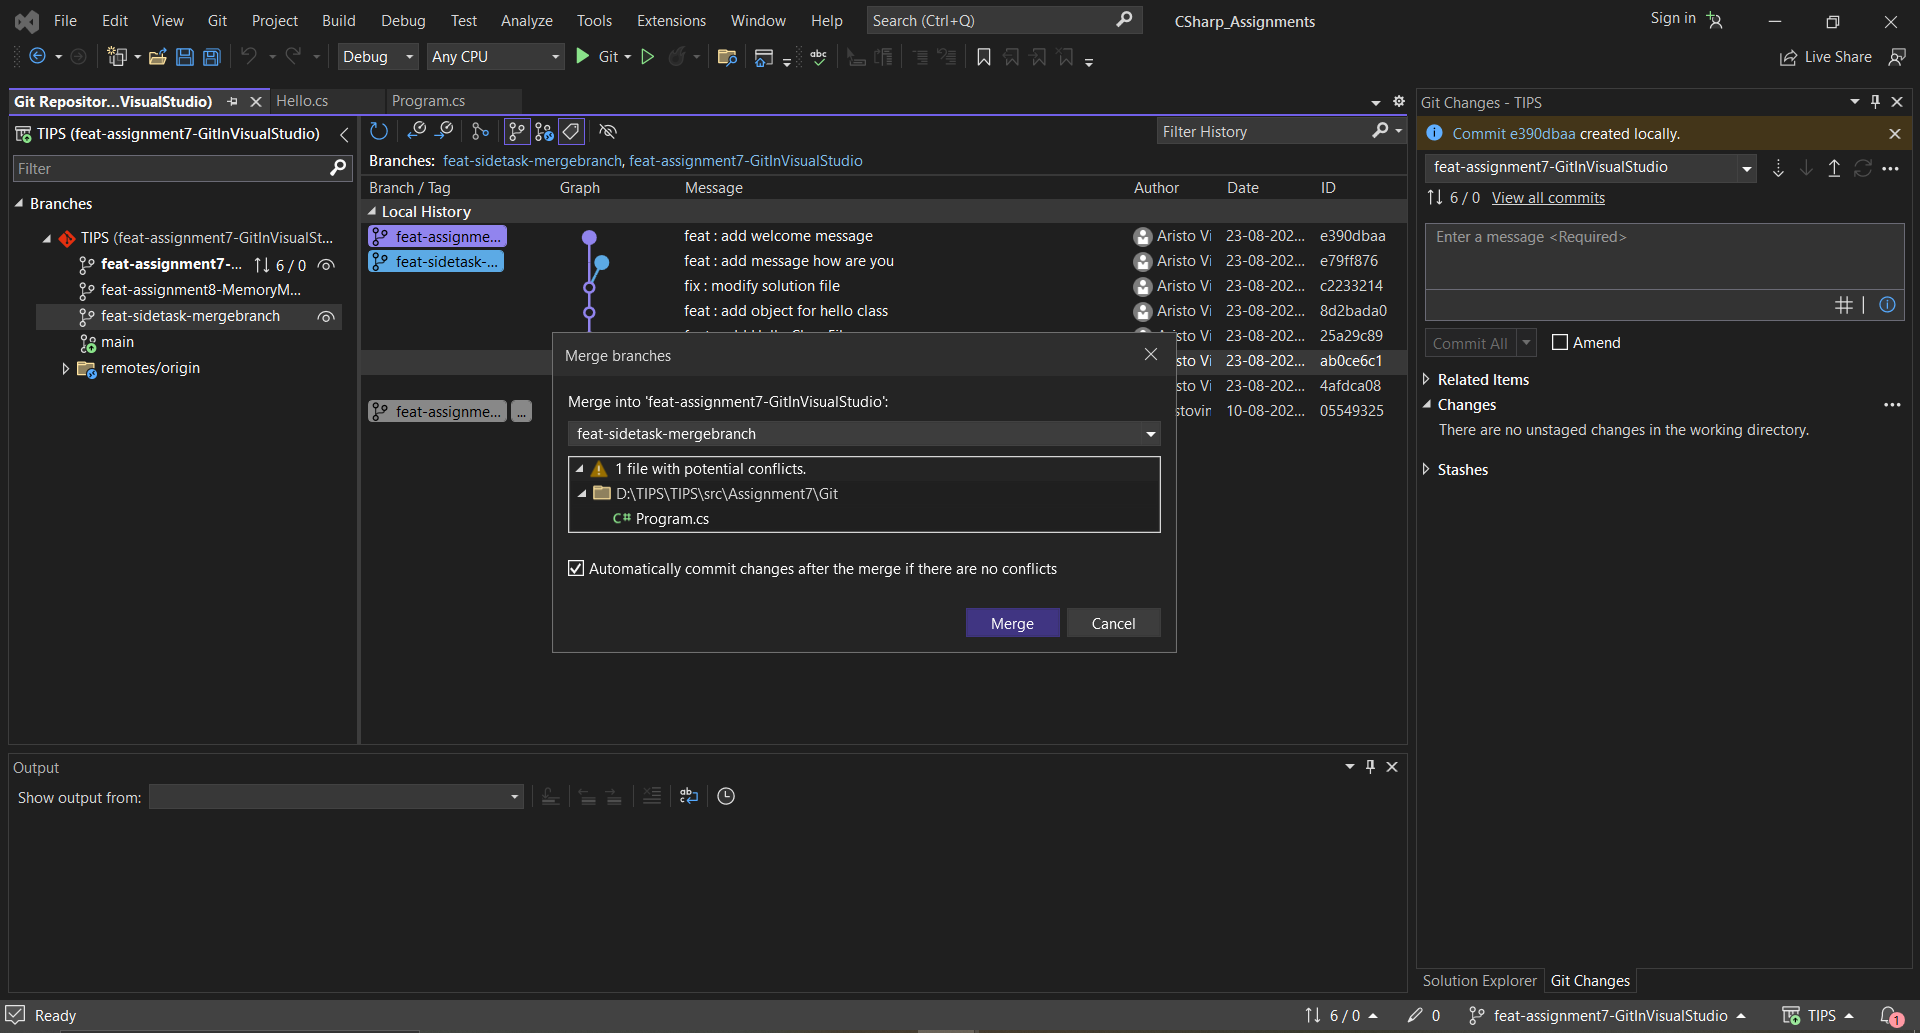 File Edit View Git Project Build Debug Test Analyze Tools Extensions Window Help Search (Ctrl+Q) CSharp_Assignments Sign in
Debug Any CPU Git Live Share
Git Repositor...VisualStudio) Hello.cs Program.cs
TIPS (feat-assignment7-GitInVisualStudio)
Filter
Branches
TIPS (feat-assignment7-GitInVisualSt...
feat-assignment7-... 6 / 0
feat-assignment8-MemoryM...
feat-sidetask-mergebranch
main
remotes/origin
Filter History
Branches: feat-sidetask-mergebranch, feat-assignment7-GitInVisualStudio
Branch / Tag Graph Message Author Date ID
Local History
feat-assignme... feat : add welcome message Aristo Vi 23-08-202... e390dbaa
feat-sidetask-... feat : add message how are you Aristo Vi 23-08-202... e79ff876
fix : modify solution file Aristo Vi 23-08-202... c2233214
feat : add object for hello class Aristo Vi 23-08-202... 8d2bada0
sto Vi 23-08-202... 25a29c89
sto Vi 23-08-202... ab0ce6c1
sto Vi 23-08-202... 4afdca08
feat-assignme... ... stovin 10-08-202... 05549325
Merge branches
Merge into 'feat-assignment7-GitInVisualStudio':
feat-sidetask-mergebranch
1 file with potential conflicts.
D:\TIPS\TIPS\src\Assignment7\Git
C# Program.cs
Automatically commit changes after the merge if there are no conflicts
Merge Cancel
Git Changes - TIPS
Commit e390dbaa created locally.
feat-assignment7-GitInVisualStudio
6 / 0 View all commits
Enter a message <Required>
Commit All Amend
Related Items
Changes
There are no unstaged changes in the working directory.
Stashes
Output
Show output from:
Solution Explorer Git Changes
Ready 6 / 0 0 feat-assignment7-GitInVisualStudio TIPS 1